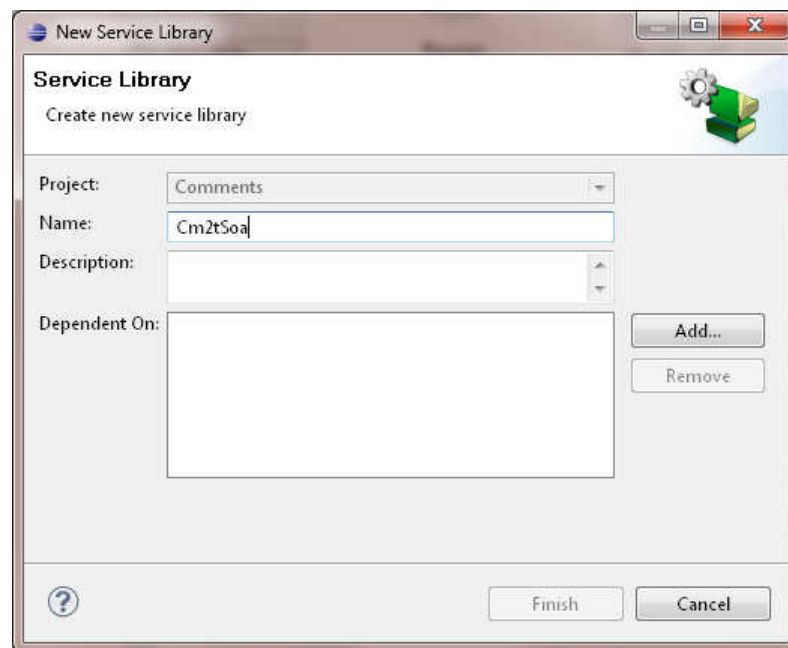 New Service Library
Service Library
Create new service library
Project: Comments
Name: Cm2tSoa
Description:
Dependent On:
Add...
Remove
?
Finish Cancel